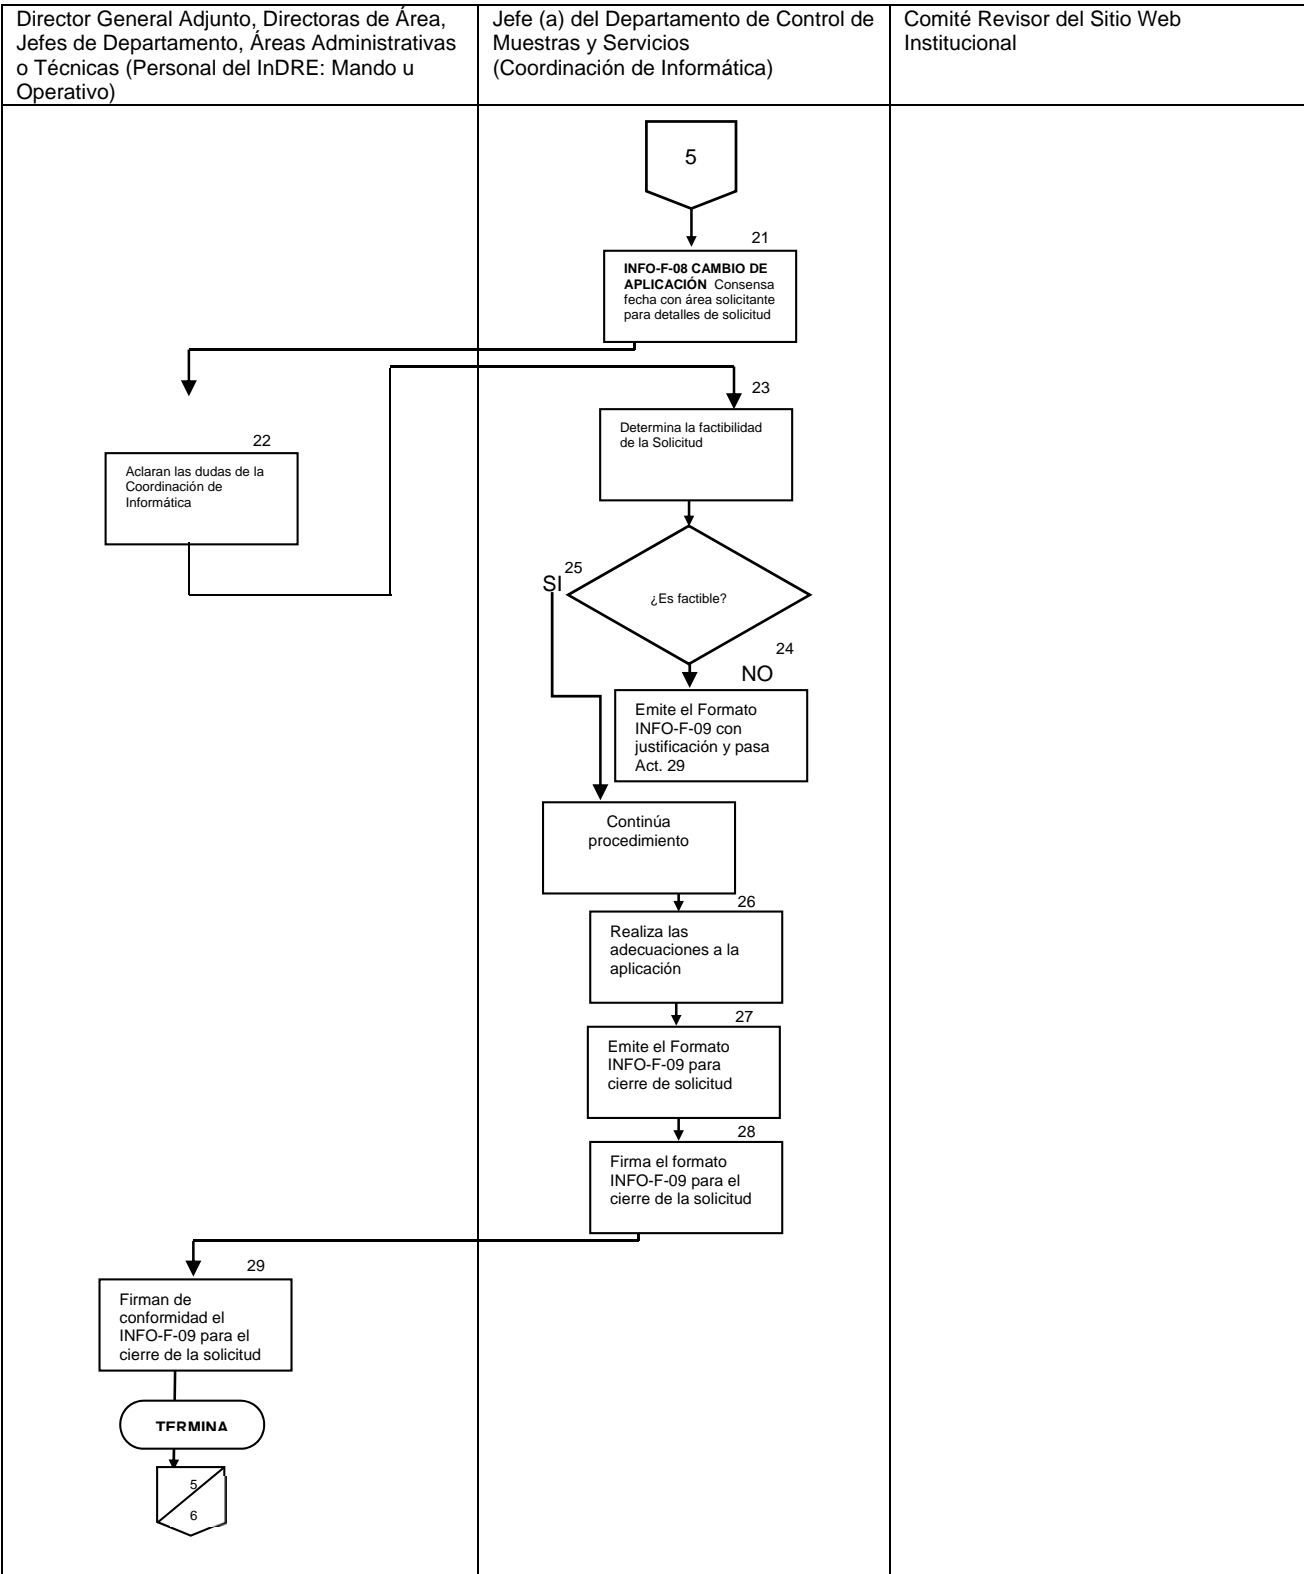 Director General Adjunto, Directoras de Área,
Jefes de Departamento, Áreas Administrativas
o Técnicas (Personal del InDRE: Mando u
Operativo)
Jefe (a) del Departamento de Control de
Muestras y Servicios
(Coordinación de Informática)
Comité Revisor del Sitio Web
Institucional
5
21
INFO-F-08 CAMBIO DE
APLICACIÓN Consensa
fecha con área solicitante
para detalles de solicitud
22
Aclaran las dudas de la
Coordinación de
Informática
23
Determina la factibilidad
de la Solicitud
25
SI
¿Es factible?
24
NO
Emite el Formato
INFO-F-09 con
justificación y pasa
Act. 29
Continúa
procedimiento
26
Realiza las
adecuaciones a la
aplicación
27
Emite el Formato
INFO-F-09 para
cierre de solicitud
28
Firma el formato
INFO-F-09 para el
cierre de la solicitud
29
Firman de
conformidad el
INFO-F-09 para el
cierre de la solicitud
TERMINA
5
6